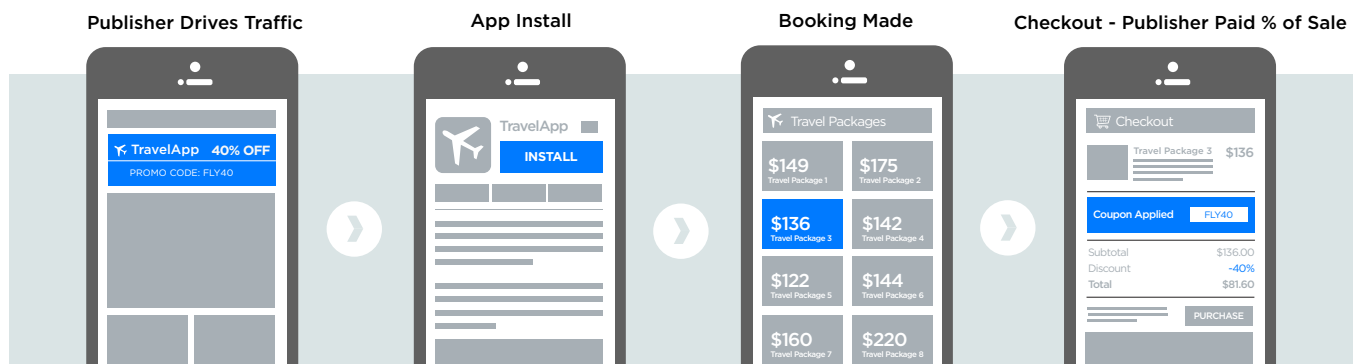 Publisher Drives Traffic
TravelApp 40% OFF
PROMO CODE: FLY40
App Install
TravelApp
INSTALL
Booking Made
Travel Packages
$149 $175
Travel Package 1 Travel Package 2
$136 $142
Travel Package 3 Travel Package 4
$122 $144
Travel Package 5 Travel Package 6
$160 $220
Travel Package 7 Travel Package 8
Checkout - Publisher Paid % of Sale
Checkout
Travel Package 3 $136
Coupon Applied FLY40
Subtotal $136.00
Discount -40%
Total $81.60
PURCHASE